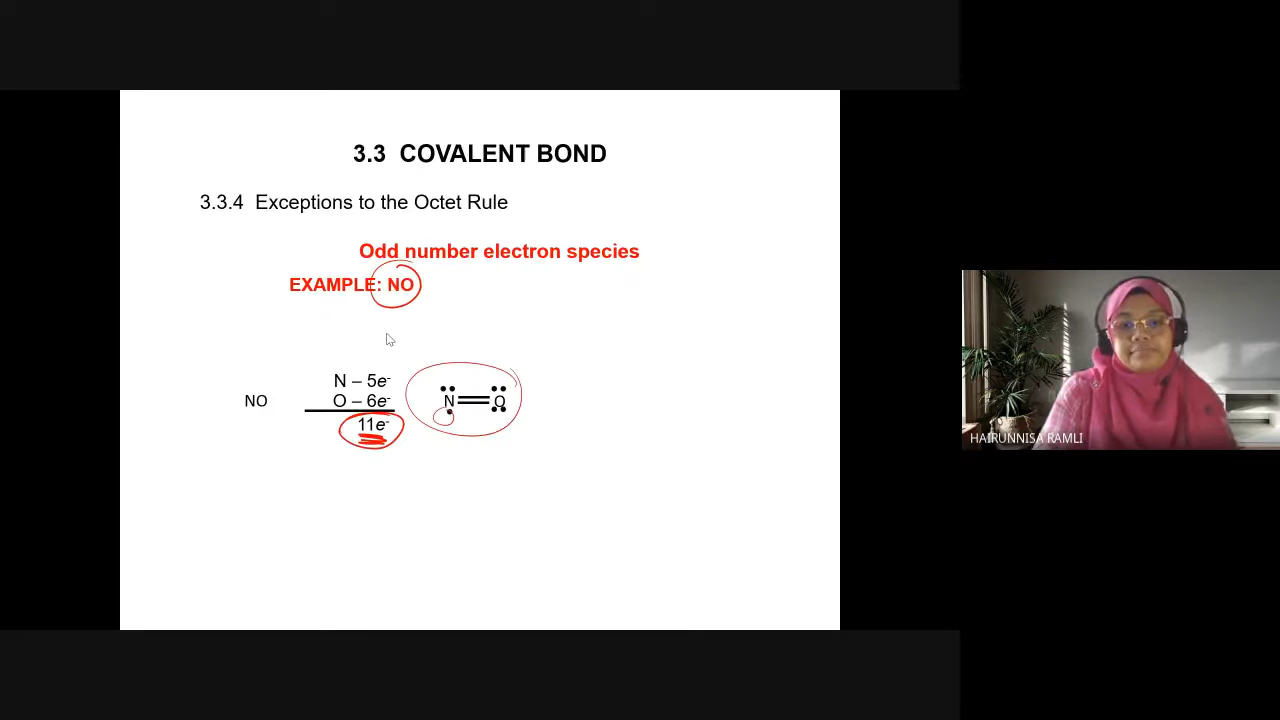 3.3 COVALENT BOND
3.3.4 Exceptions to the Octet Rule
Odd number electron species
EXAMPLE: NO
N – 5e⁻
NO O – 6e⁻
11e⁻
N O
HAIRUNNISA RAMLI